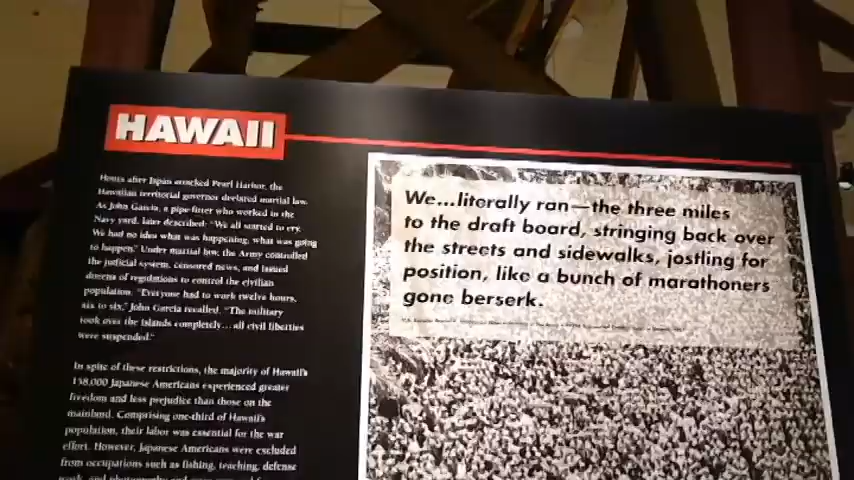 HAWAII
Hours after Japan attacked Pearl Harbor, the
Hawaiian territorial governor declared martial law.
As John Garcia, a pipe-fitter who worked in the
Navy yard, later described: "We all started to cry.
We had no idea what was happening, what was going
to happen." Under martial law, the Army controlled
the judicial system, censored news, and issued
dozens of regulations to control the civilian
population. "Everyone had to work twelve hours,
six to six," John Garcia recalled. "The military
took over the Islands completely...all civil liberties
were suspended."
In spite of these restrictions, the majority of Hawaii's
158,000 Japanese Americans experienced greater
freedom and less prejudice than those on the
mainland. Comprising one-third of Hawaii's
population, their labor was essential for the war
effort. However, Japanese Americans were excluded
from occupations such as fishing, teaching, defense
work, and photography and
We...literally ran—the three miles
to the draft board, stringing back over
the streets and sidewalks, jostling for
position, like a bunch of marathoners
gone berserk.